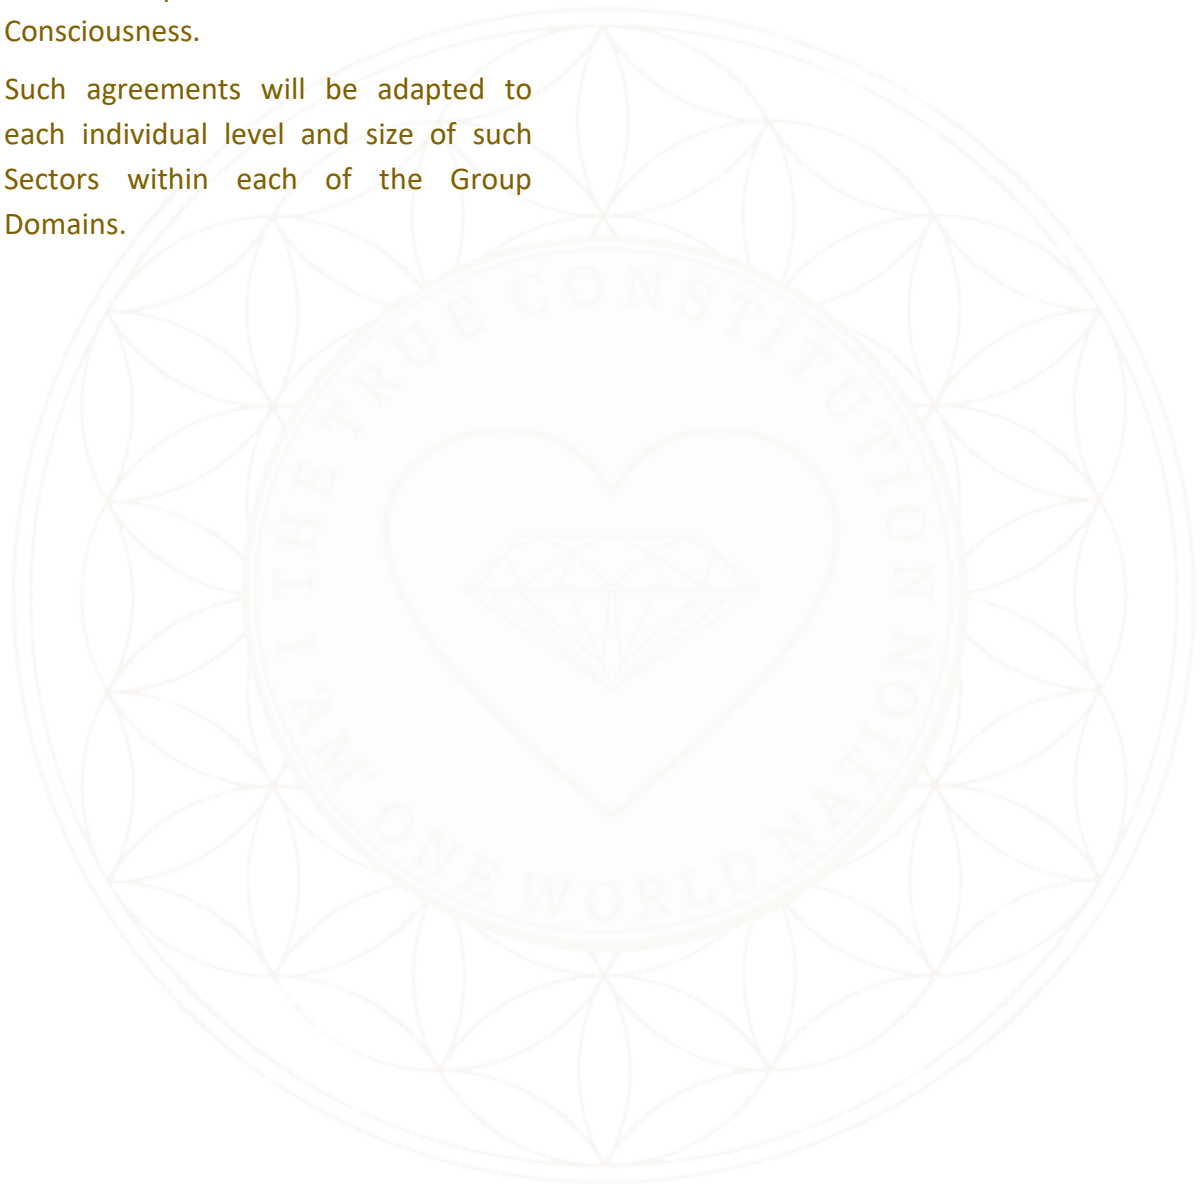 Consciousness.
Such agreements will be adapted to
each individual level and size of such
Sectors within each of the Group
Domains.
THE TRUE CONSTITUTION
I 'AM' ONE WORLD NATION